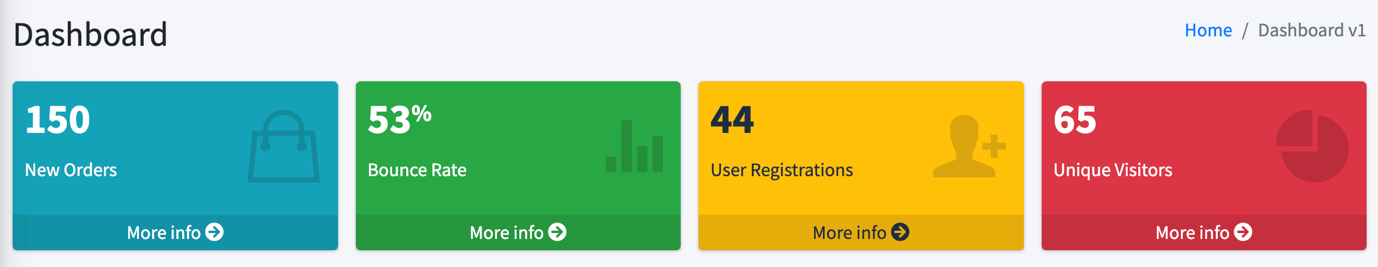 Dashboard
Home / Dashboard v1
150
New Orders
More info
53%
Bounce Rate
More info
44
User Registrations
More info
65
Unique Visitors
More info